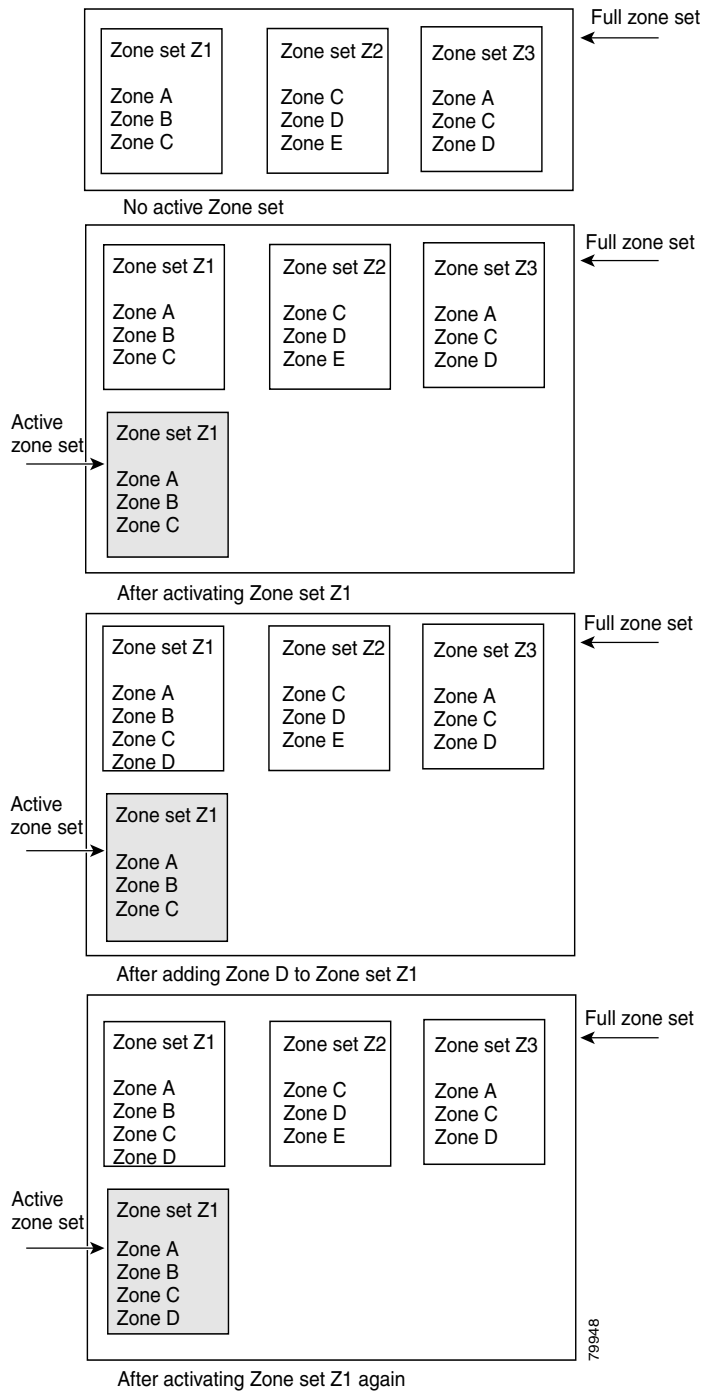 Full zone set
Zone set Z1
Zone A
Zone B
Zone C
Zone set Z2
Zone C
Zone D
Zone E
Zone set Z3
Zone A
Zone C
Zone D
No active Zone set
Full zone set
Zone set Z1
Zone A
Zone B
Zone C
Zone set Z2
Zone C
Zone D
Zone E
Zone set Z3
Zone A
Zone C
Zone D
Active
zone set
Zone set Z1
Zone A
Zone B
Zone C
After activating Zone set Z1
Full zone set
Zone set Z1
Zone A
Zone B
Zone C
Zone D
Zone set Z2
Zone C
Zone D
Zone E
Zone set Z3
Zone A
Zone C
Zone D
Active
zone set
Zone set Z1
Zone A
Zone B
Zone C
After adding Zone D to Zone set Z1
Full zone set
Zone set Z1
Zone A
Zone B
Zone C
Zone D
Zone set Z2
Zone C
Zone D
Zone E
Zone set Z3
Zone A
Zone C
Zone D
Active
zone set
Zone set Z1
Zone A
Zone B
Zone C
Zone D
79948
After activating Zone set Z1 again